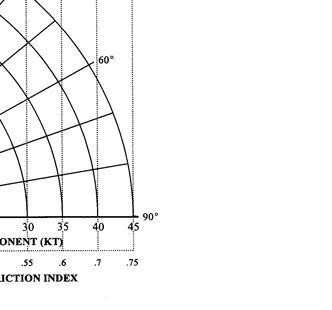 60°
90°
30 35 40 45
ONENT (KT)
.55 .6 .7 .75
ICTION INDEX